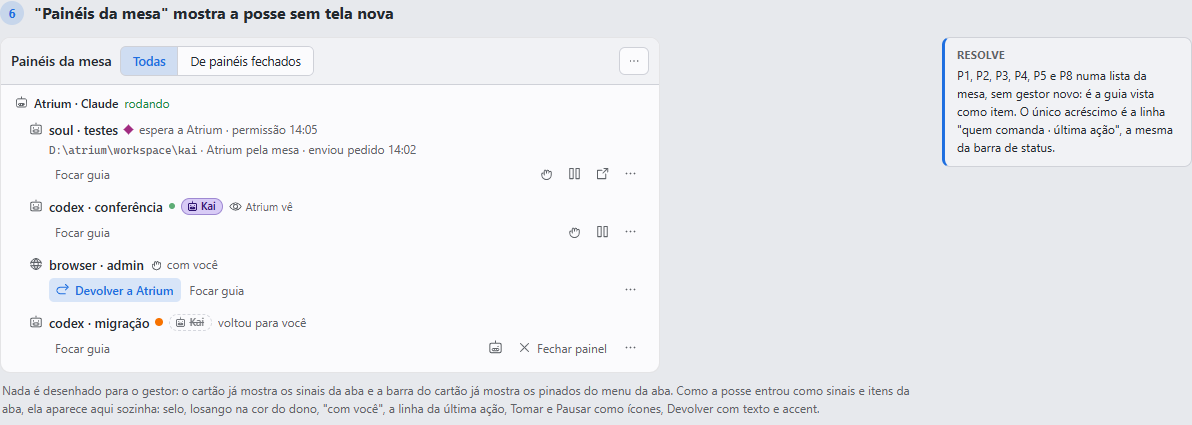 6 "Painéis da mesa" mostra a posse sem tela nova
Painéis da mesa Todas De painéis fechados ...
Atrium · Claude rodando
soul · testes espera a Atrium · permissão 14:05
D:\atrium\workspace\kai · Atrium pela mesa · enviou pedido 14:02
Focar guia ...
codex · conferência Kai Atrium vê
Focar guia ...
browser · admin com você
Devolver a Atrium Focar guia ...
codex · migração Kai voltou para você
Focar guia Fechar painel ...
RESOLVE
P1, P2, P3, P4, P5 e P8 numa lista da
mesa, sem gestor novo: é a guia vista
como item. O único acréscimo é a linha
"quem comanda · última ação", a mesma
da barra de status.
Nada é desenhado para o gestor: o cartão já mostra os sinais da aba e a barra do cartão já mostra os pinados do menu da aba. Como a posse entrou como sinais e itens da
aba, ela aparece aqui sozinha: selo, losango na cor do dono, "com você", a linha da última ação, Tomar e Pausar como ícones, Devolver com texto e accent.